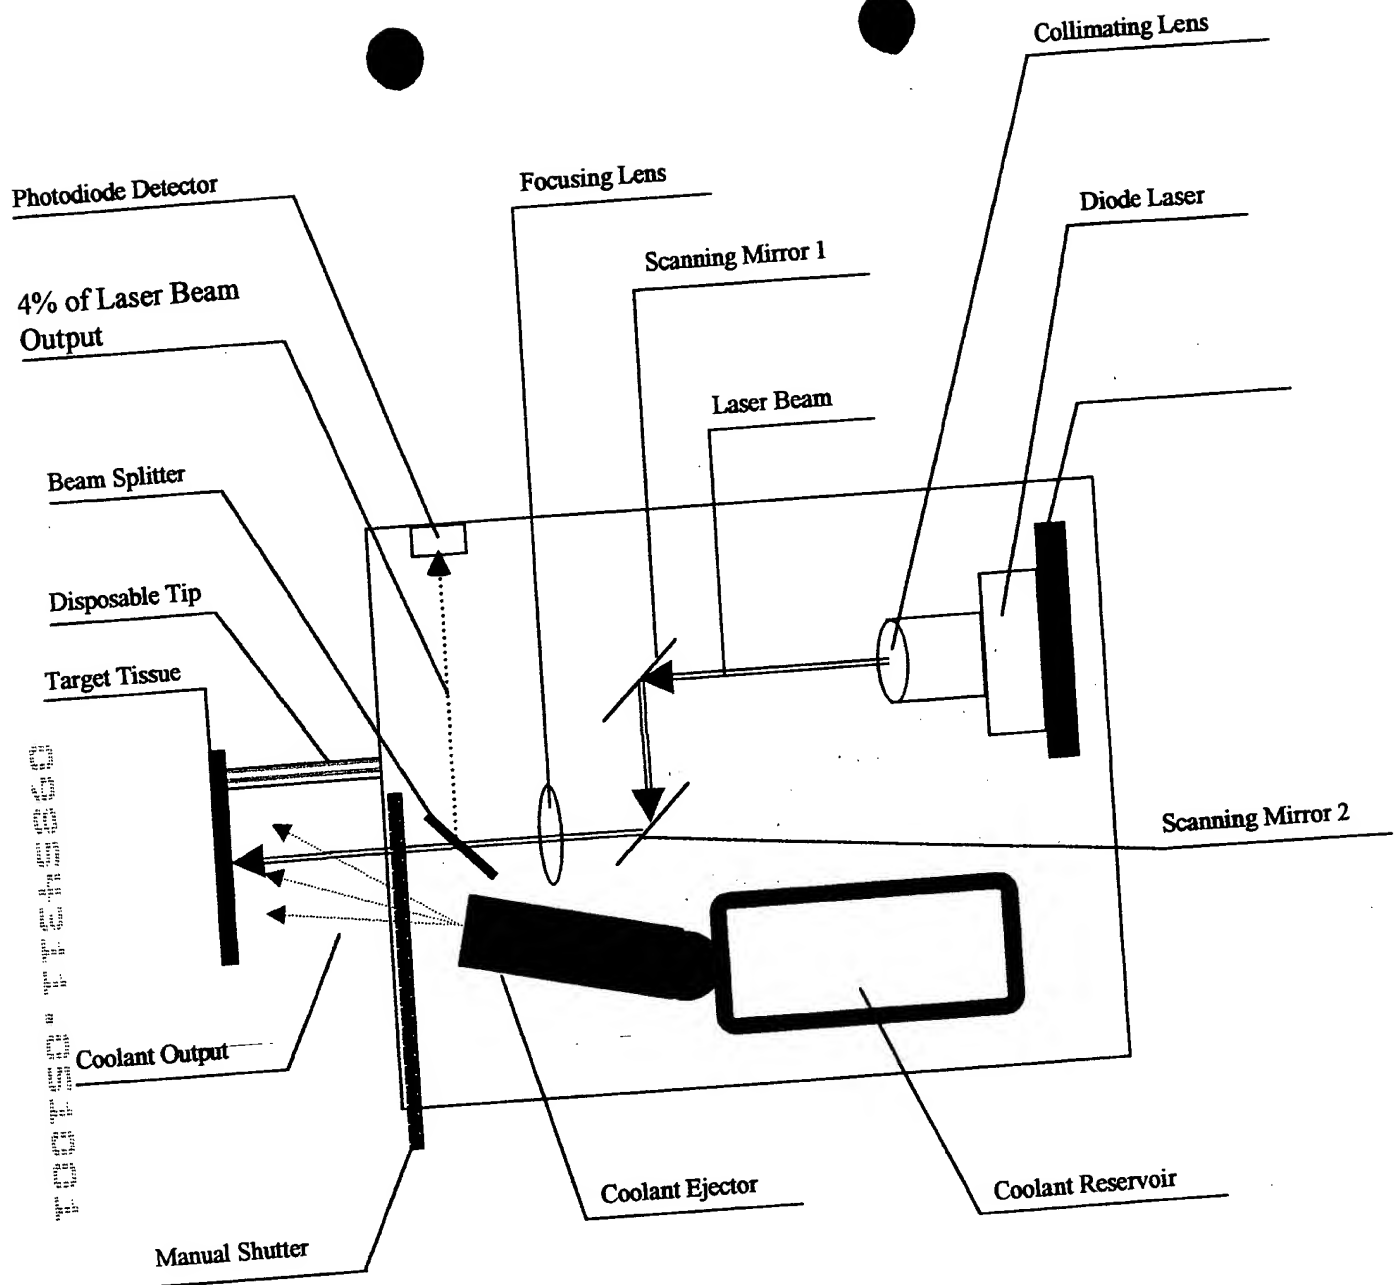 Collimating Lens
Photodiode Detector
Focusing Lens
Diode Laser
Scanning Mirror 1
4% of Laser Beam
Output
Laser Beam
Beam Splitter
Disposable Tip
Target Tissue
Scanning Mirror 2
Coolant Output
Coolant Ejector
Coolant Reservoir
Manual Shutter